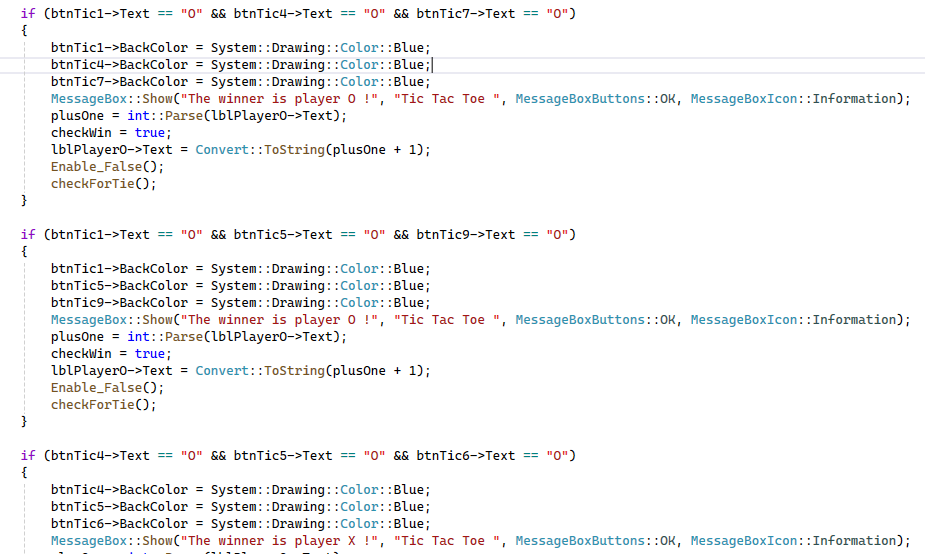 if (btnTic1->Text == "O" && btnTic4->Text == "O" && btnTic7->Text == "O")
{
btnTic1->BackColor = System::Drawing::Color::Blue;
btnTic4->BackColor = System::Drawing::Color::Blue;
btnTic7->BackColor = System::Drawing::Color::Blue;
MessageBox::Show("The winner is player O !", "Tic Tac Toe ", MessageBoxButtons::OK, MessageBoxIcon::Information);
plusOne = int::Parse(lblPlayerO->Text);
checkWin = true;
lblPlayerO->Text = Convert::ToString(plusOne + 1);
Enable_False();
checkForTie();
}
if (btnTic1->Text == "O" && btnTic5->Text == "O" && btnTic9->Text == "O")
{
btnTic1->BackColor = System::Drawing::Color::Blue;
btnTic5->BackColor = System::Drawing::Color::Blue;
btnTic9->BackColor = System::Drawing::Color::Blue;
MessageBox::Show("The winner is player O !", "Tic Tac Toe ", MessageBoxButtons::OK, MessageBoxIcon::Information);
plusOne = int::Parse(lblPlayerO->Text);
checkWin = true;
lblPlayerO->Text = Convert::ToString(plusOne + 1);
Enable_False();
checkForTie();
}
if (btnTic4->Text == "O" && btnTic5->Text == "O" && btnTic6->Text == "O")
{
btnTic4->BackColor = System::Drawing::Color::Blue;
btnTic5->BackColor = System::Drawing::Color::Blue;
btnTic6->BackColor = System::Drawing::Color::Blue;
MessageBox::Show("The winner is player X !", "Tic Tac Toe ", MessageBoxButtons::OK, MessageBoxIcon::Information);